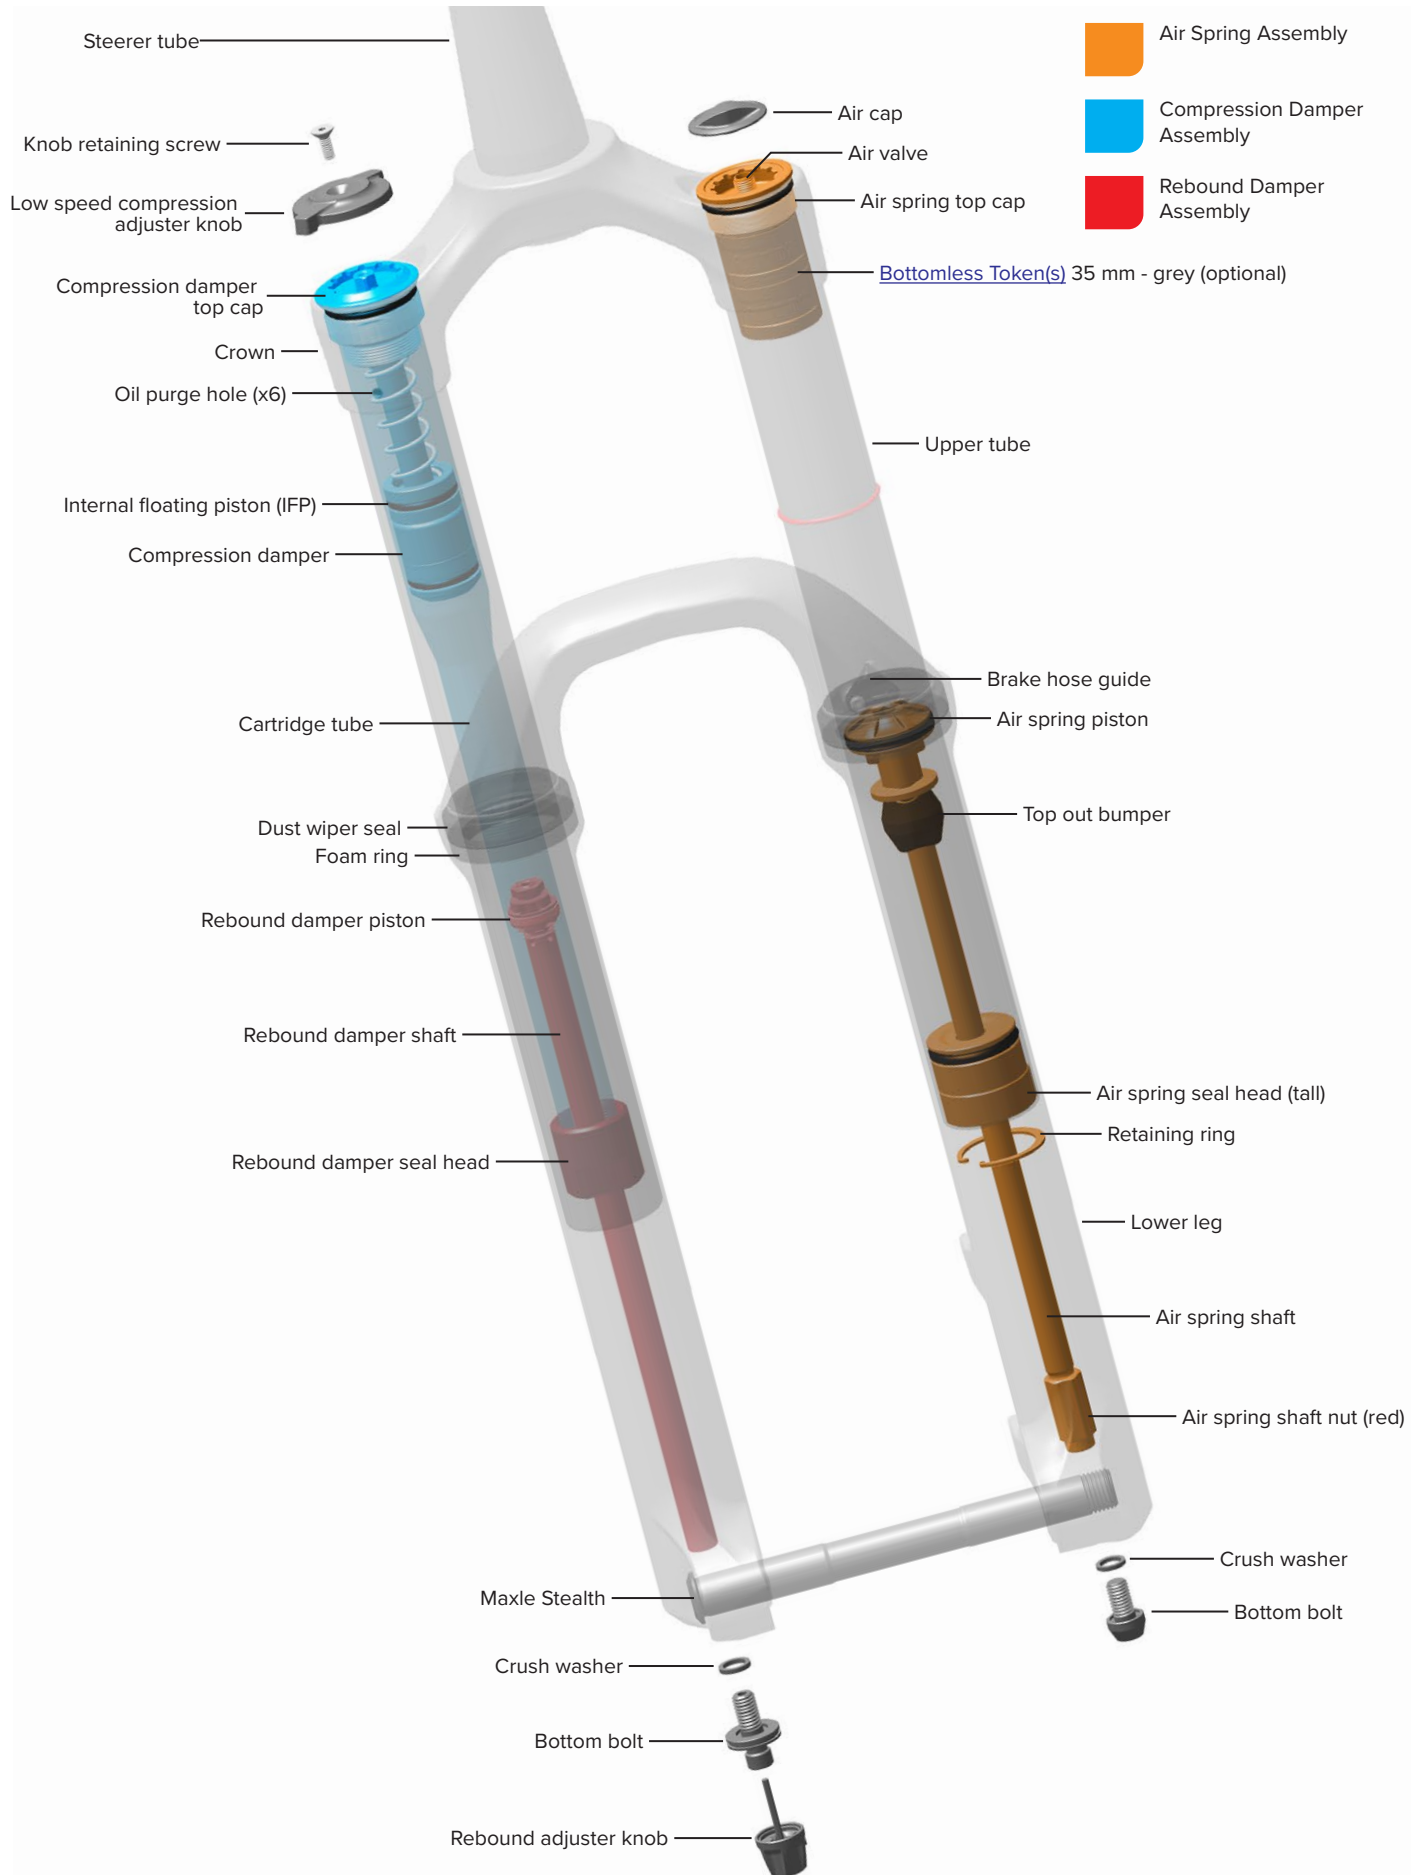 Steerer tube
Air Spring Assembly
Air cap
Compression Damper
Assembly
Knob retaining screw
Air valve
Rebound Damper
Assembly
Low speed compression
adjuster knob
Air spring top cap
Bottomless Token(s) 35 mm - grey (optional)
Compression damper
top cap
Crown
Oil purge hole (x6)
Upper tube
Internal floating piston (IFP)
Compression damper
Brake hose guide
Air spring piston
Cartridge tube
Top out bumper
Dust wiper seal
Foam ring
Rebound damper piston
Rebound damper shaft
Air spring seal head (tall)
Retaining ring
Rebound damper seal head
Lower leg
Air spring shaft
Air spring shaft nut (red)
Crush washer
Maxle Stealth
Bottom bolt
Crush washer
Bottom bolt
Rebound adjuster knob